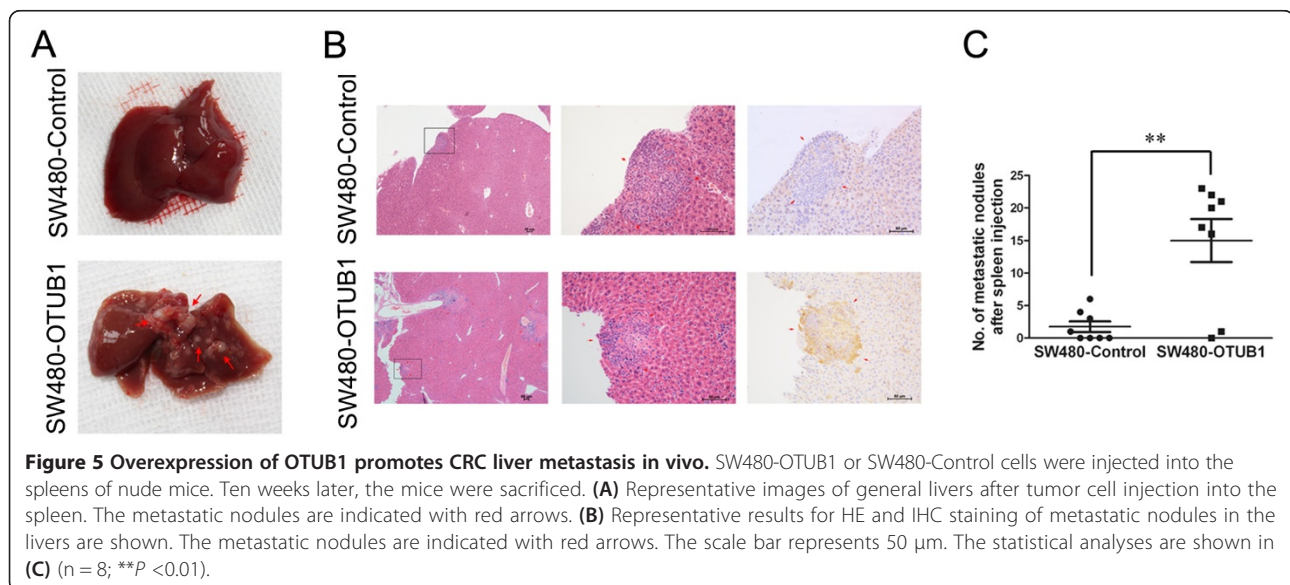 A
B
C
SW480-Control
SW480-OTUB1
SW480-Control
SW480-OTUB1
**
No. of metastatic nodules
after spleen injection
25
20
15
10
5
0
SW480-Control SW480-OTUB1
Figure 5 Overexpression of OTUB1 promotes CRC liver metastasis in vivo. SW480-OTUB1 or SW480-Control cells were injected into the
spleens of nude mice. Ten weeks later, the mice were sacrificed. (A) Representative images of general livers after tumor cell injection into the
spleen. The metastatic nodules are indicated with red arrows. (B) Representative results for HE and IHC staining of metastatic nodules in the
livers are shown. The metastatic nodules are indicated with red arrows. The scale bar represents 50 μm. The statistical analyses are shown in
(C) (n = 8; **P <0.01).